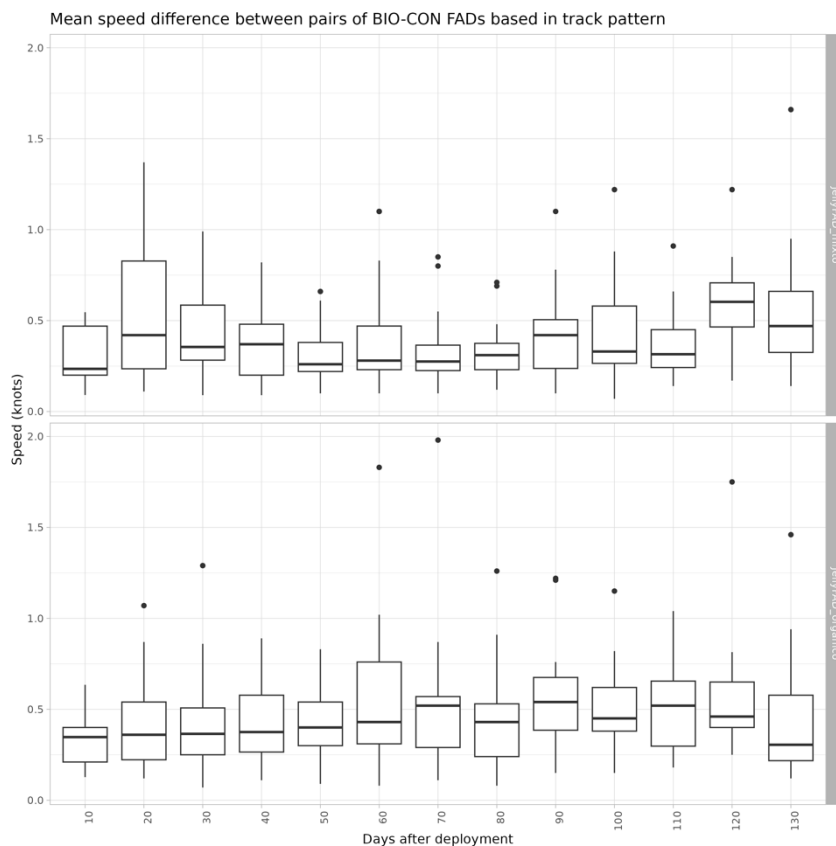 Mean speed difference between pairs of BIO-CON FADs based in track pattern
2.0
1.5
1.0
0.5
0.0
2.0
1.5
1.0
0.5
0.0
Speed (knots)
10 20 30 40 50 60 70 80 90 100 110 120 130
Days after deployment